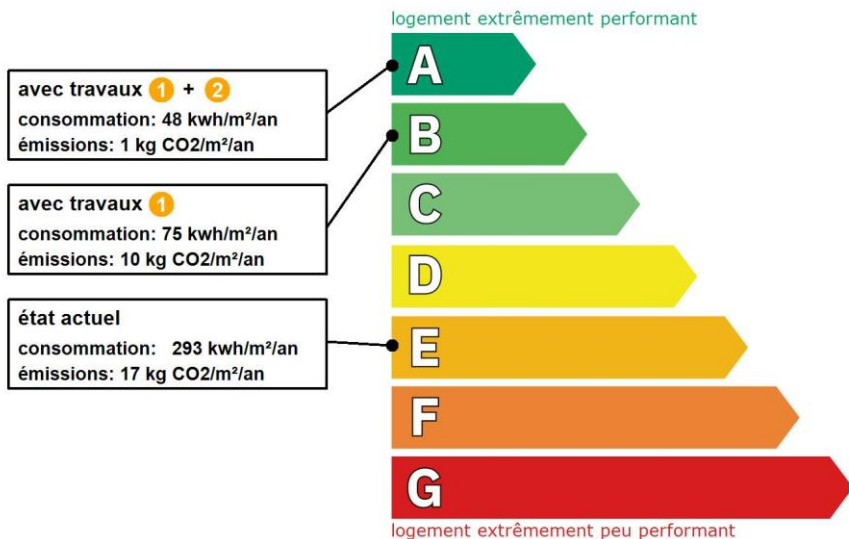 logement extrêmement performant
A
avec travaux 1 + 2
consommation: 48 kwh/m²/an
émissions: 1 kg CO2/m²/an
B
avec travaux 1
consommation: 75 kwh/m²/an
émissions: 10 kg CO2/m²/an
C
D
état actuel
consommation: 293 kwh/m²/an
émissions: 17 kg CO2/m²/an
E
F
G
logement extrêmement peu performant